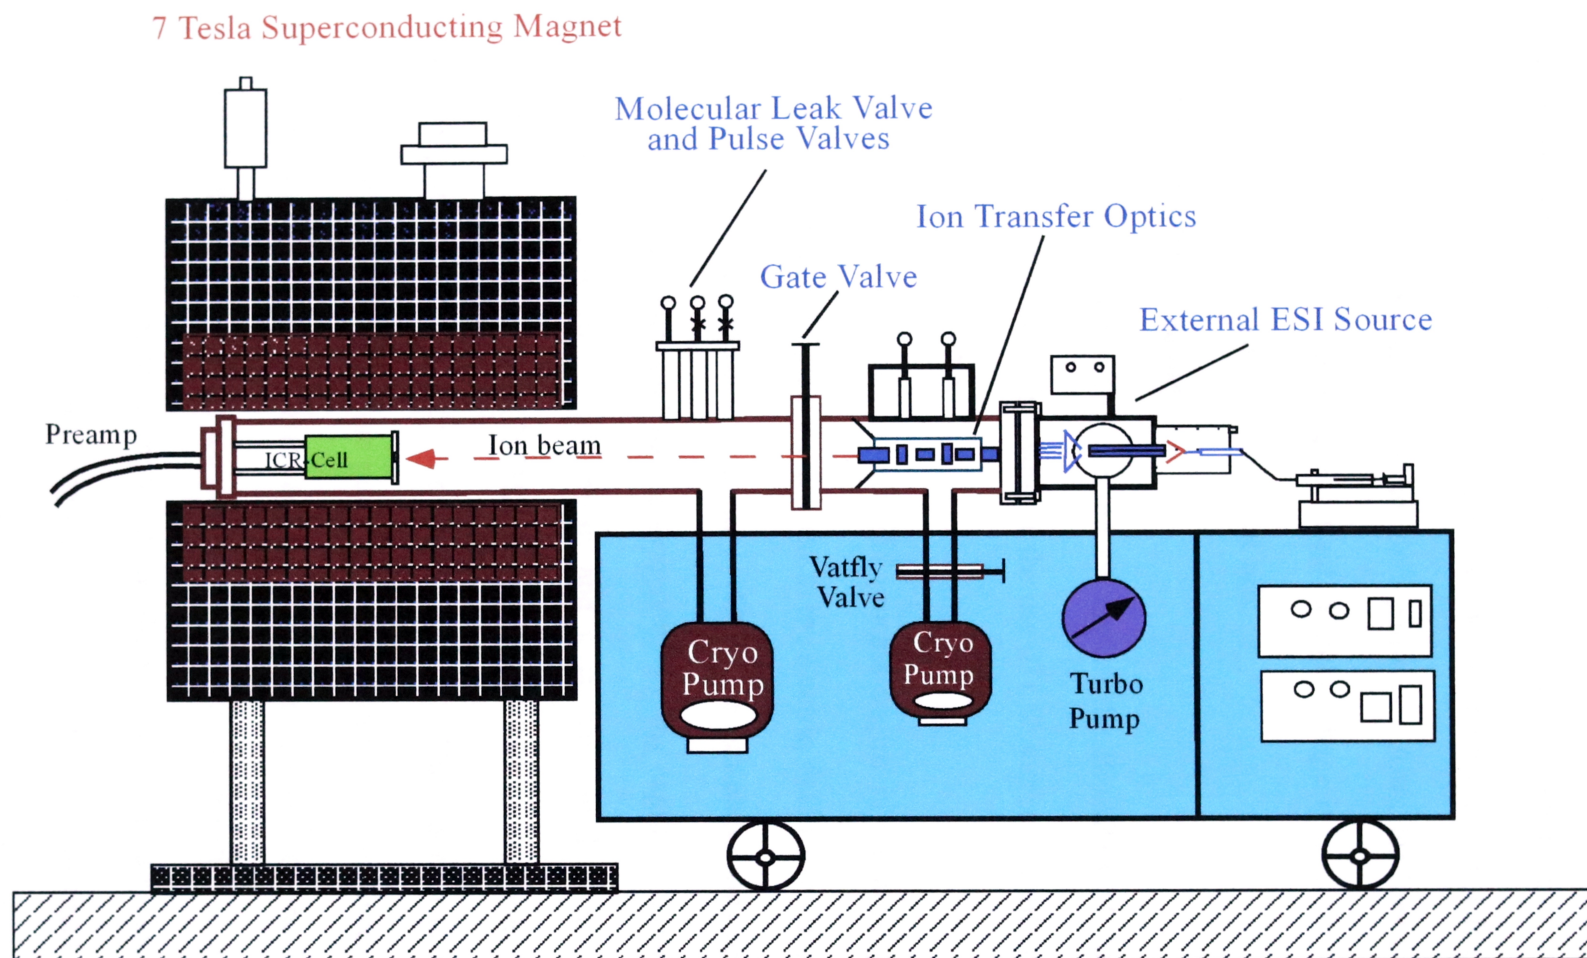 7 Tesla Superconducting Magnet
Molecular Leak Valve
and Pulse Valves
Ion Transfer Optics
Gate Valve
External ESI Source
Preamp
ICR-Cell
Ion beam
Vatfly
Valve
Cryo
Pump
Cryo
Pump
Turbo
Pump